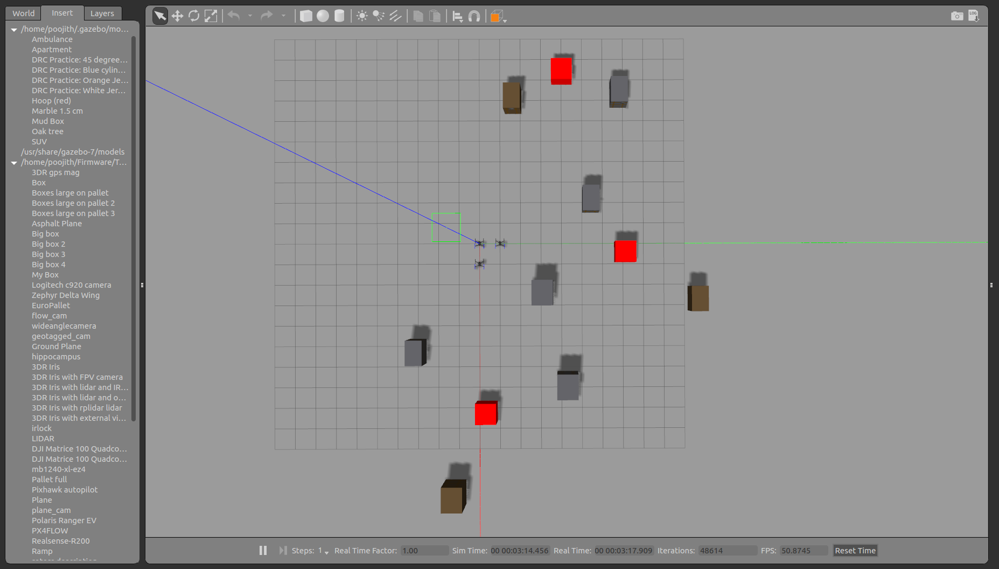 World Insert Layers
/home/poojith/.gazebo/mo...
Ambulance
Apartment
DRC Practice: 45 degree...
DRC Practice: Blue cylin...
DRC Practice: Orange Je...
DRC Practice: White Jer...
Hoop (red)
Marble 1.5 cm
Mud Box
Oak tree
SUV
/usr/share/gazebo-7/models
/home/poojith/Firmware/T...
3DR gps mag
Box
Boxes large on pallet
Boxes large on pallet 2
Boxes large on pallet 3
Asphalt Plane
Big box
Big box 2
Big box 3
Big box 4
My Box
Logitech c920 camera
Zephyr Delta Wing
EuroPallet
flow_cam
wideanglecamera
geotagged_cam
Ground Plane
hippocampus
3DR Iris
3DR Iris with FPV camera
3DR Iris with lidar and IR...
3DR Iris with lidar and o...
3DR Iris with rplidar lidar
3DR Iris with external vi...
irlock
LIDAR
DJI Matrice 100 Quadco...
DJI Matrice 100 Quadco...
mb1240-xl-ez4
Pallet full
Pixhawk autopilot
Plane
plane_cam
Polaris Ranger EV
PX4FLOW
Realsense-R200
Ramp
LOG
Steps: 1 Real Time Factor: 1.00 Sim Time: 00 00:03:14.456 Real Time: 00 00:03:17.909 Iterations: 48614 FPS: 50.8745 Reset Time